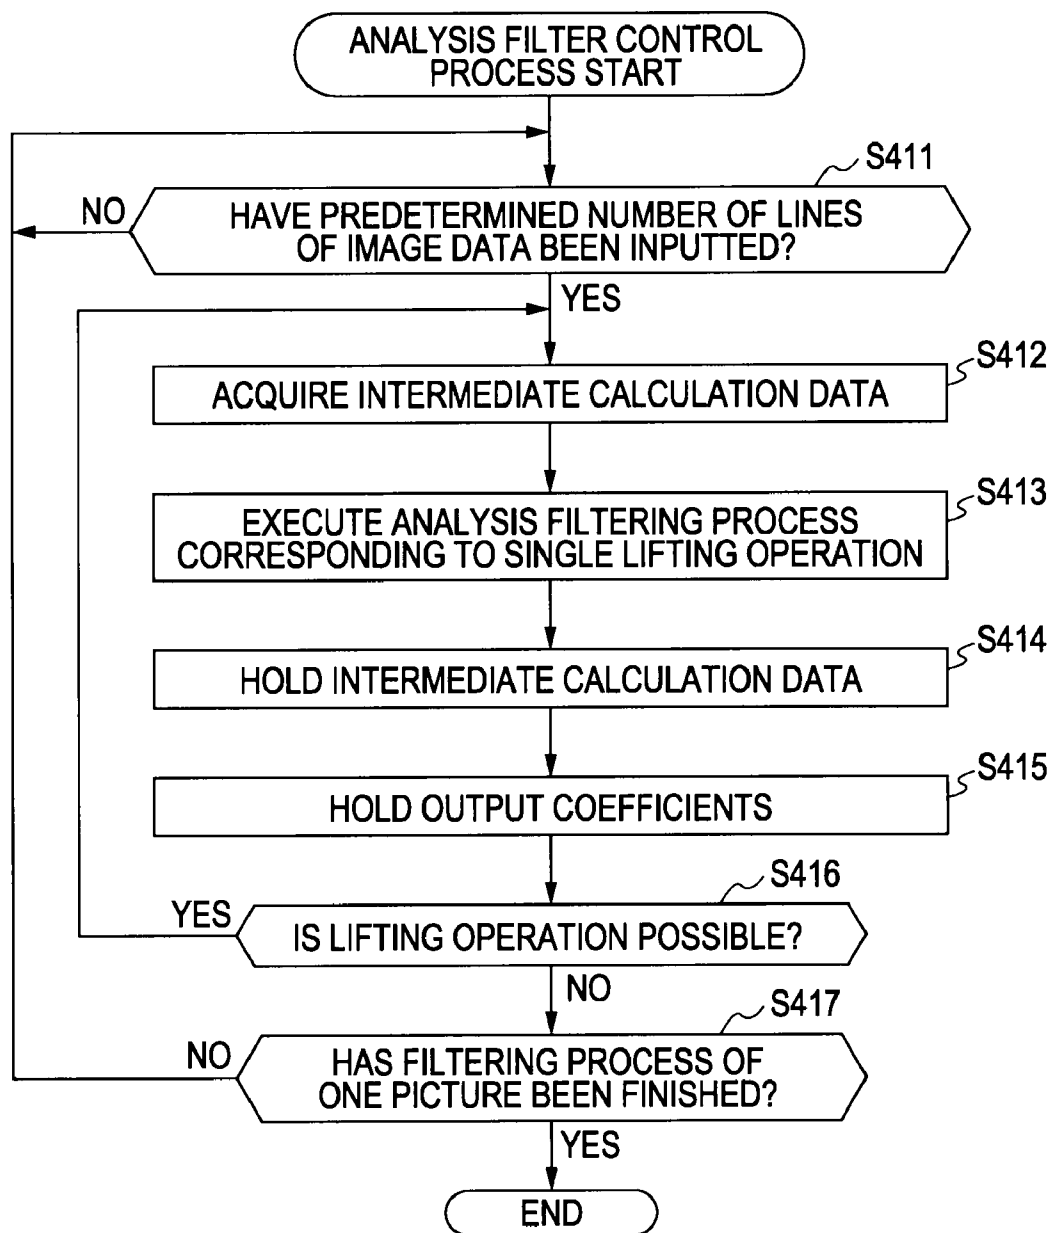 ANALYSIS FILTER CONTROL
PROCESS START
S411
NO
HAVE PREDETERMINED NUMBER OF LINES
OF IMAGE DATA BEEN INPUTTED?
YES
S412
ACQUIRE INTERMEDIATE CALCULATION DATA
S413
EXECUTE ANALYSIS FILTERING PROCESS
CORRESPONDING TO SINGLE LIFTING OPERATION
S414
HOLD INTERMEDIATE CALCULATION DATA
S415
HOLD OUTPUT COEFFICIENTS
S416
YES
IS LIFTING OPERATION POSSIBLE?
NO
S417
NO
HAS FILTERING PROCESS OF
ONE PICTURE BEEN FINISHED?
YES
END